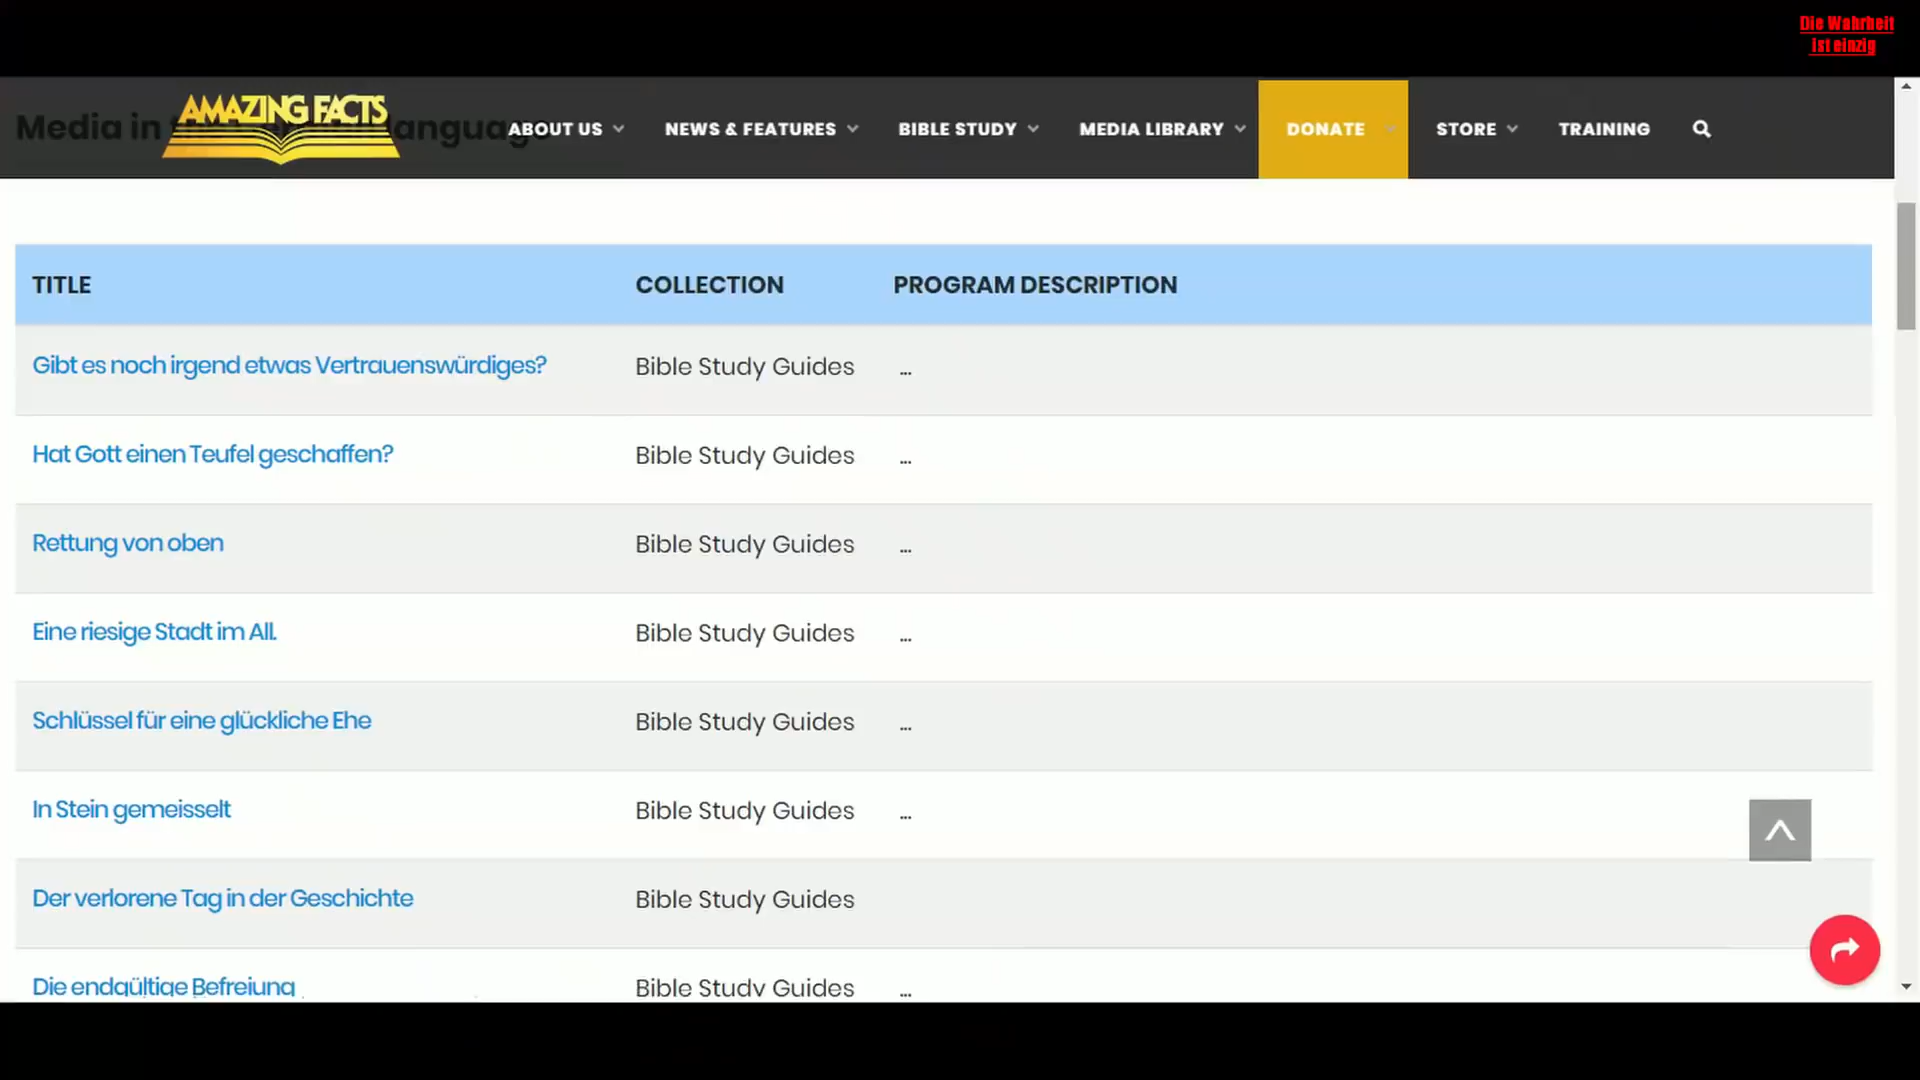 Die Wahrheit
ist einzig
Media in language
AMAZING FACTS
ABOUT US
NEWS & FEATURES
BIBLE STUDY
MEDIA LIBRARY
DONATE
STORE
TRAINING
TITLE COLLECTION PROGRAM DESCRIPTION
Gibt es noch irgend etwas Vertrauenswürdiges? Bible Study Guides ...
Hat Gott einen Teufel geschaffen? Bible Study Guides ...
Rettung von oben Bible Study Guides ...
Eine riesige Stadt im All. Bible Study Guides ...
Schlüssel für eine glückliche Ehe Bible Study Guides ...
In Stein gemeisselt Bible Study Guides ...
Der verlorene Tag in der Geschichte Bible Study Guides
Die endgültige Befreiung Bible Study Guides ...